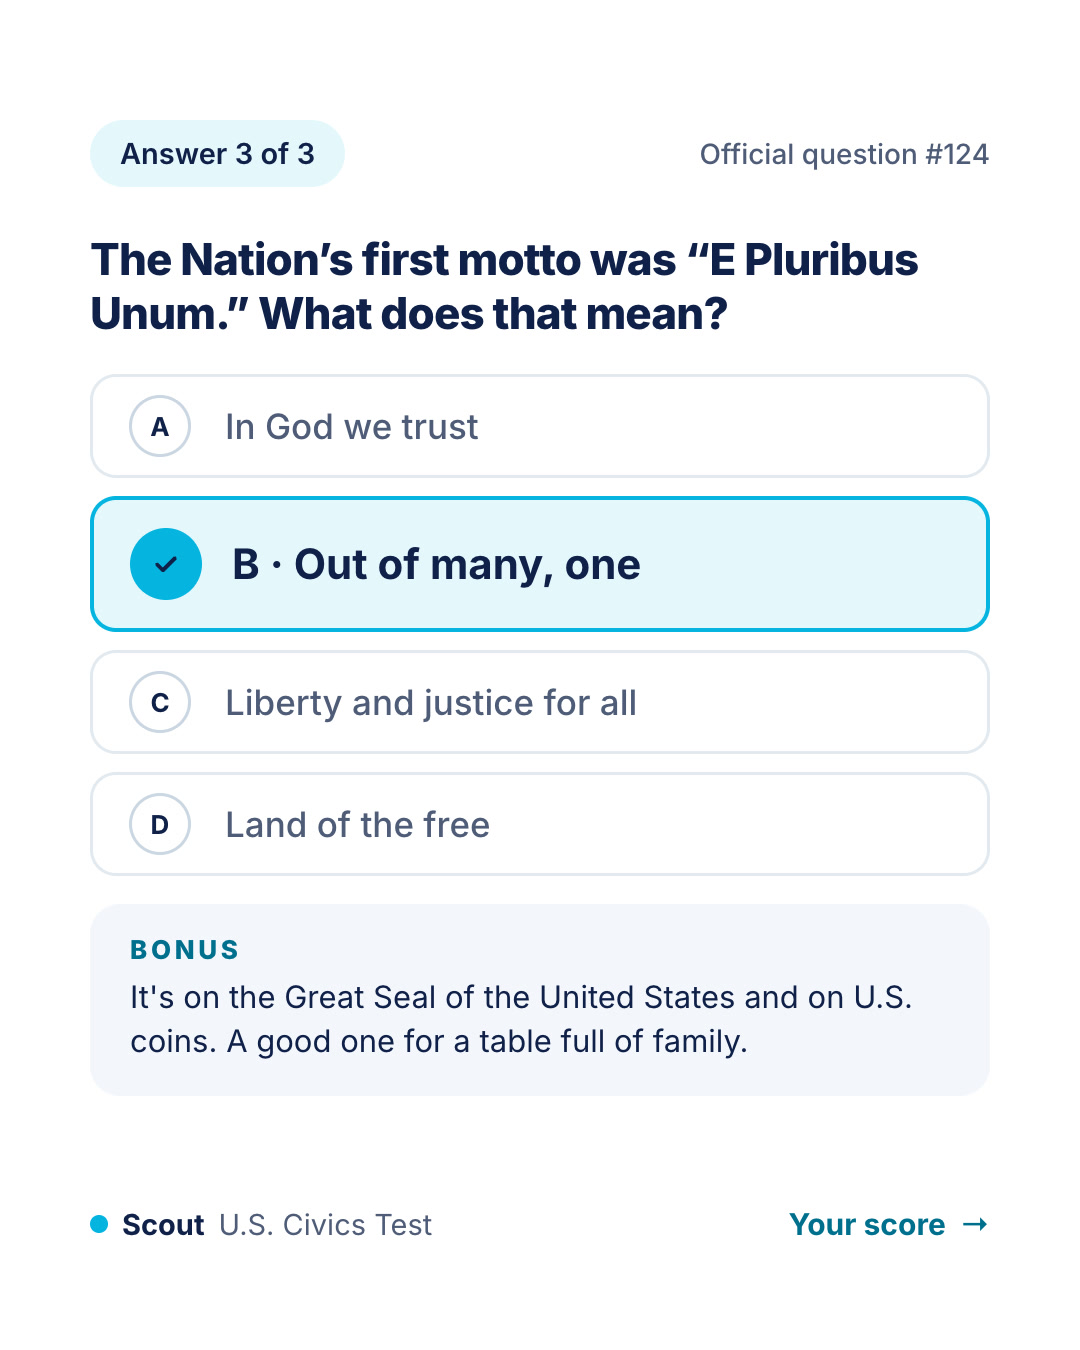 Answer 3 of 3
Official question #124
The Nation’s first motto was “E Pluribus
Unum.” What does that mean?
A In God we trust
B · Out of many, one
C Liberty and justice for all
D Land of the free
BONUS
It's on the Great Seal of the United States and on U.S.
coins. A good one for a table full of family.
Scout U.S. Civics Test
Your score →